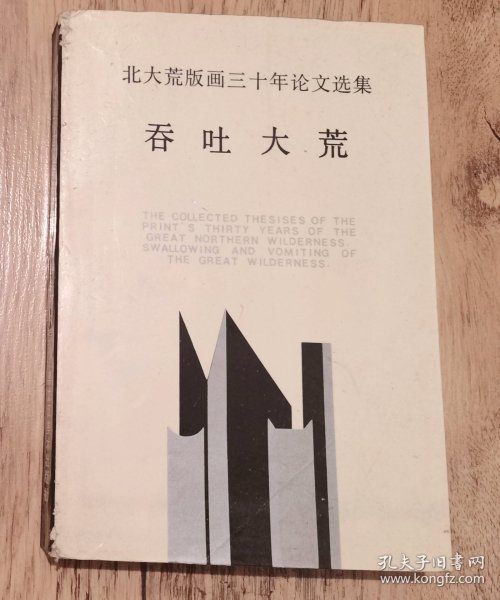 北大荒版画三十年论文选集
吞吐大荒
THE COLLECTED THESISES OF THE
PRINT'S THIRTY YEARS OF THE
GREAT NORTHERN WILDERNESS.
SWALLOWING AND VOMITING OF
THE GREAT WILDERNESS.
孔夫子旧书网
www.kongfz.com